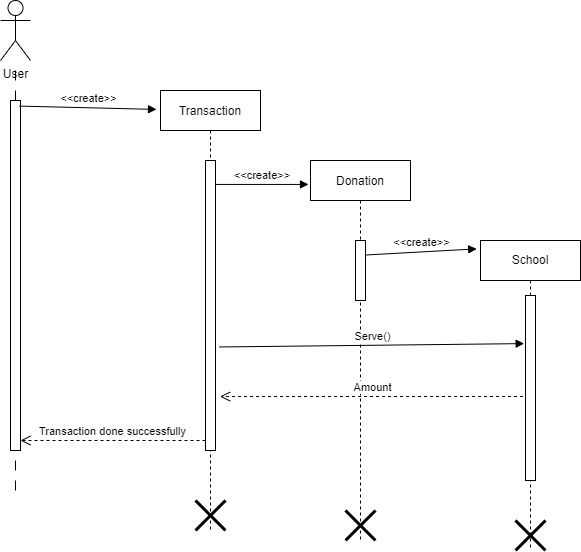 User
<<create>>
Transaction
<<create>>
Donation
<<create>>
School
Serve()
Amount
Transaction done successfully